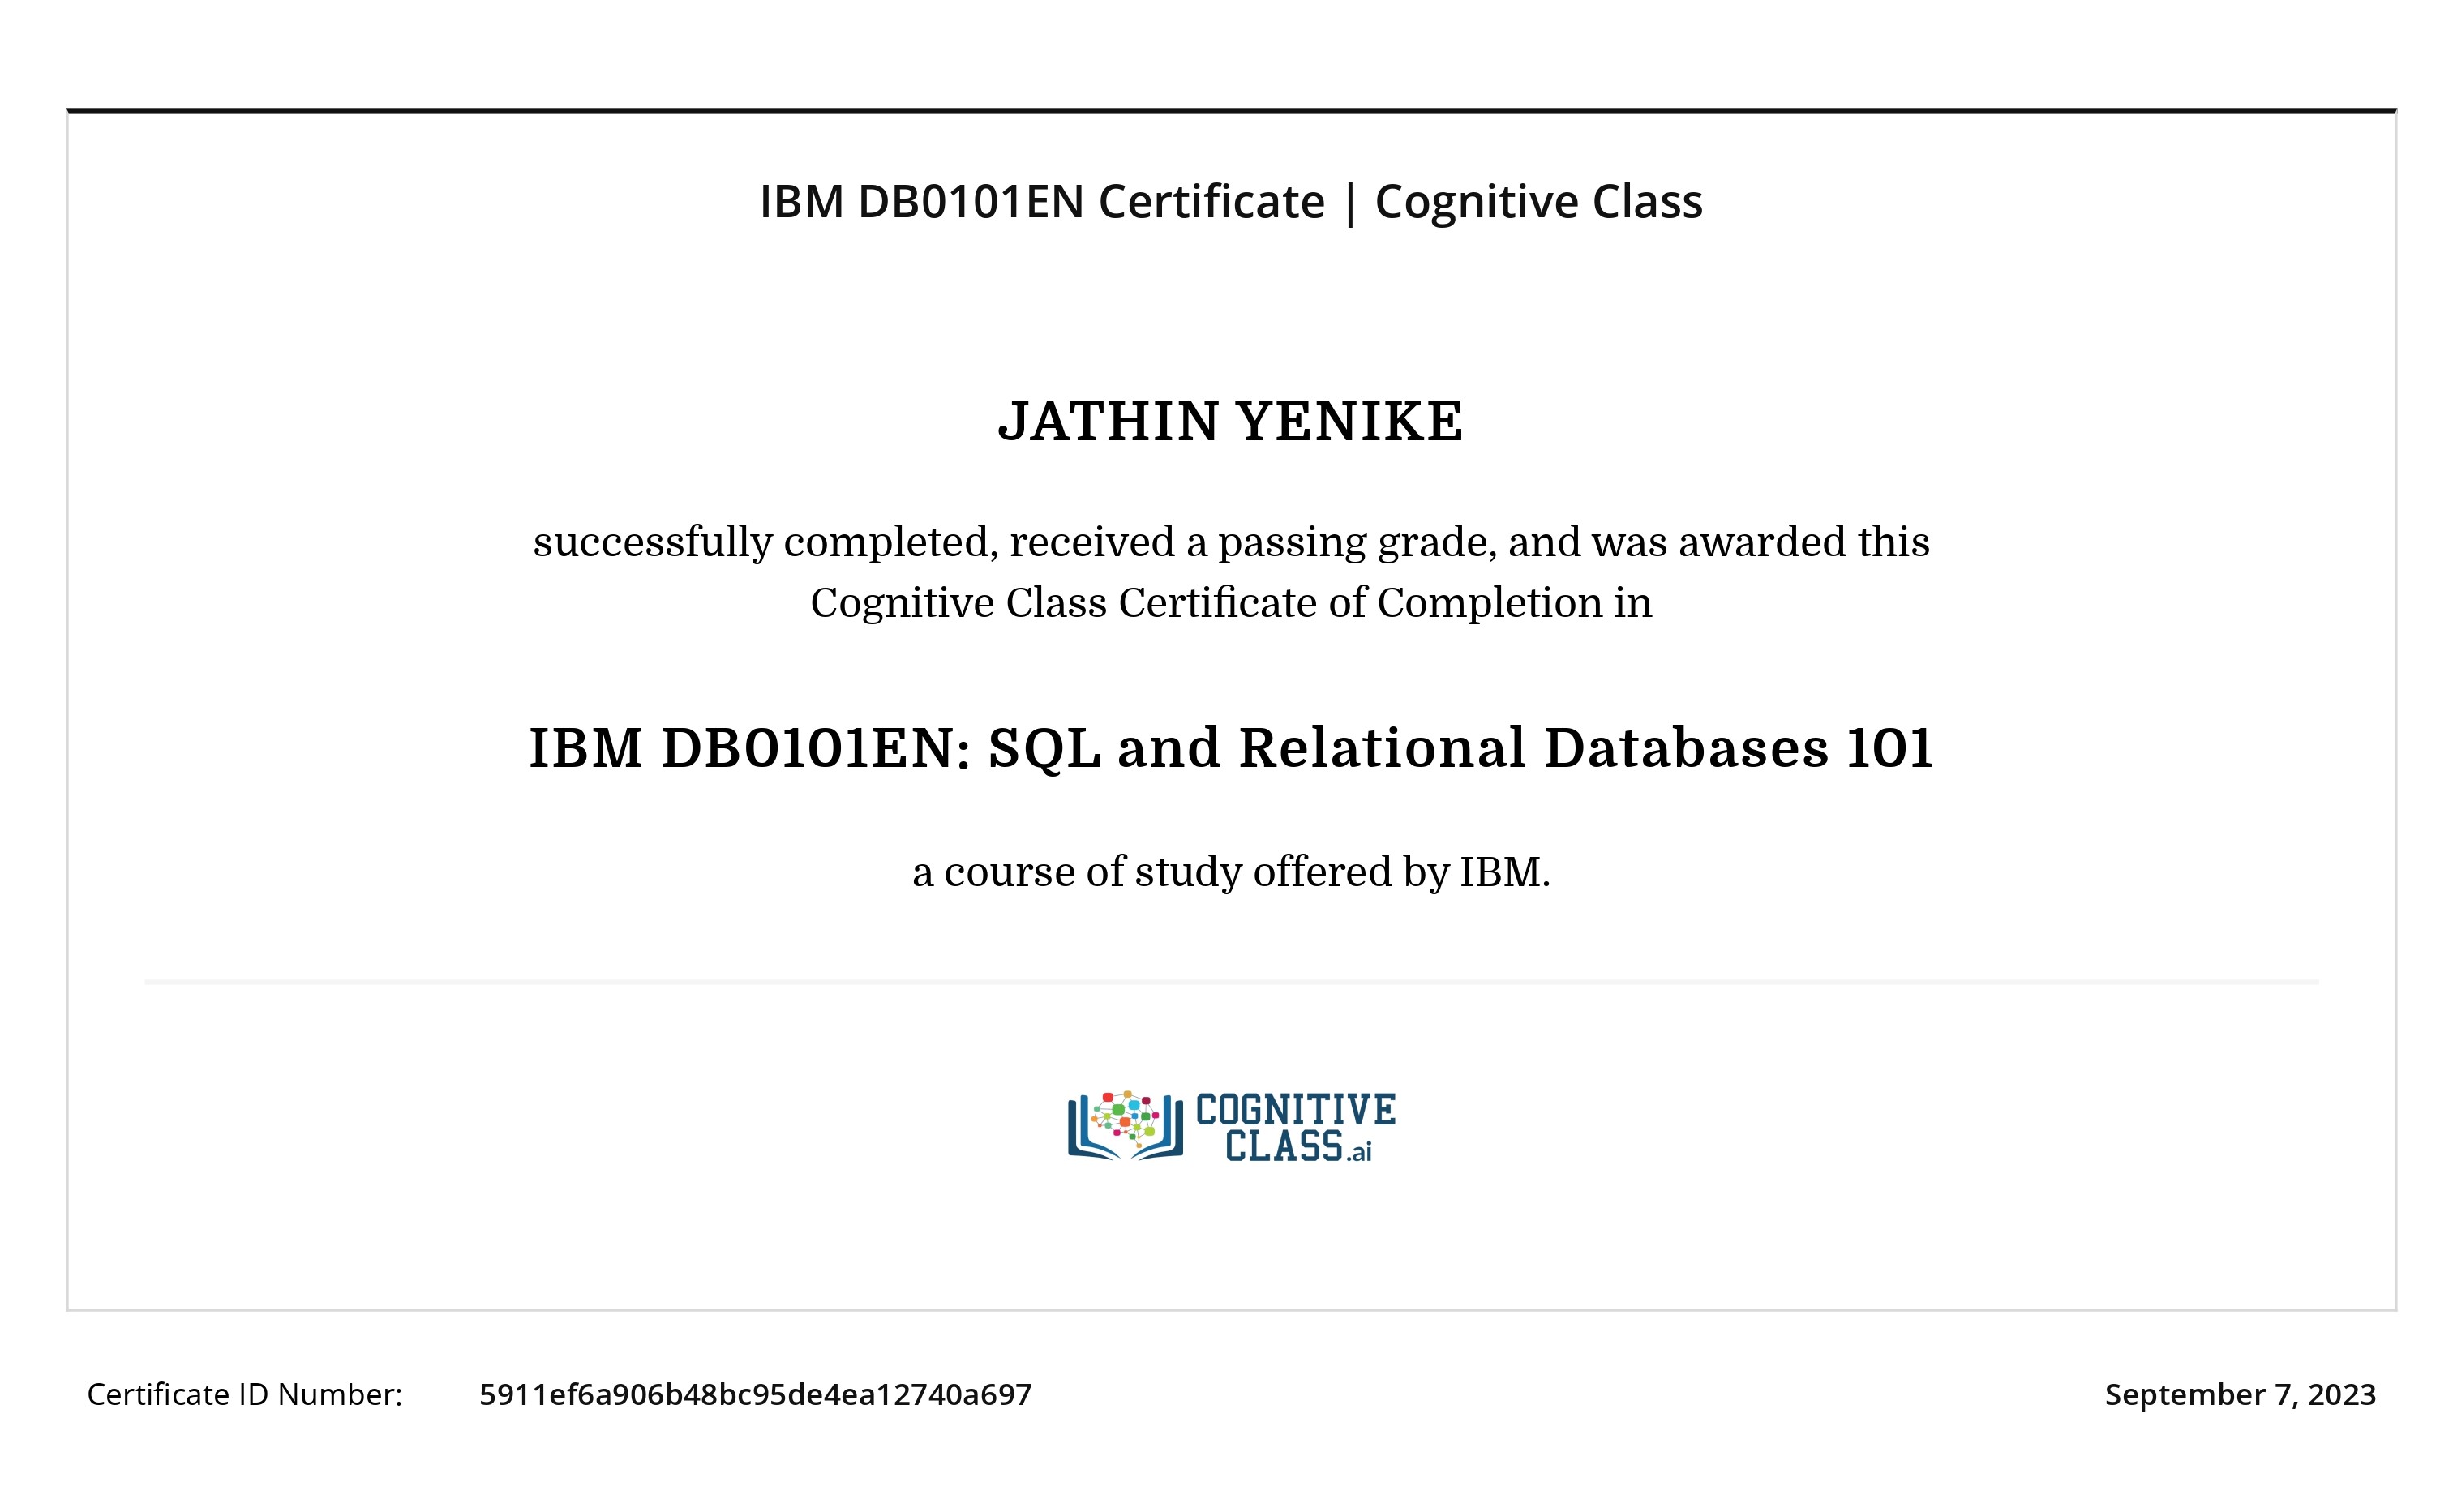 IBM DB0101EN Certificate | Cognitive Class
JATHIN YENIKE
successfully completed, received a passing grade, and was awarded this
Cognitive Class Certificate of Completion in
IBM DB0101EN: SQL and Relational Databases 101
a course of study offered by IBM.
COGNITIVE
CLASS.ai
Certificate ID Number: 5911ef6a906b48bc95de4ea12740a697 September 7, 2023